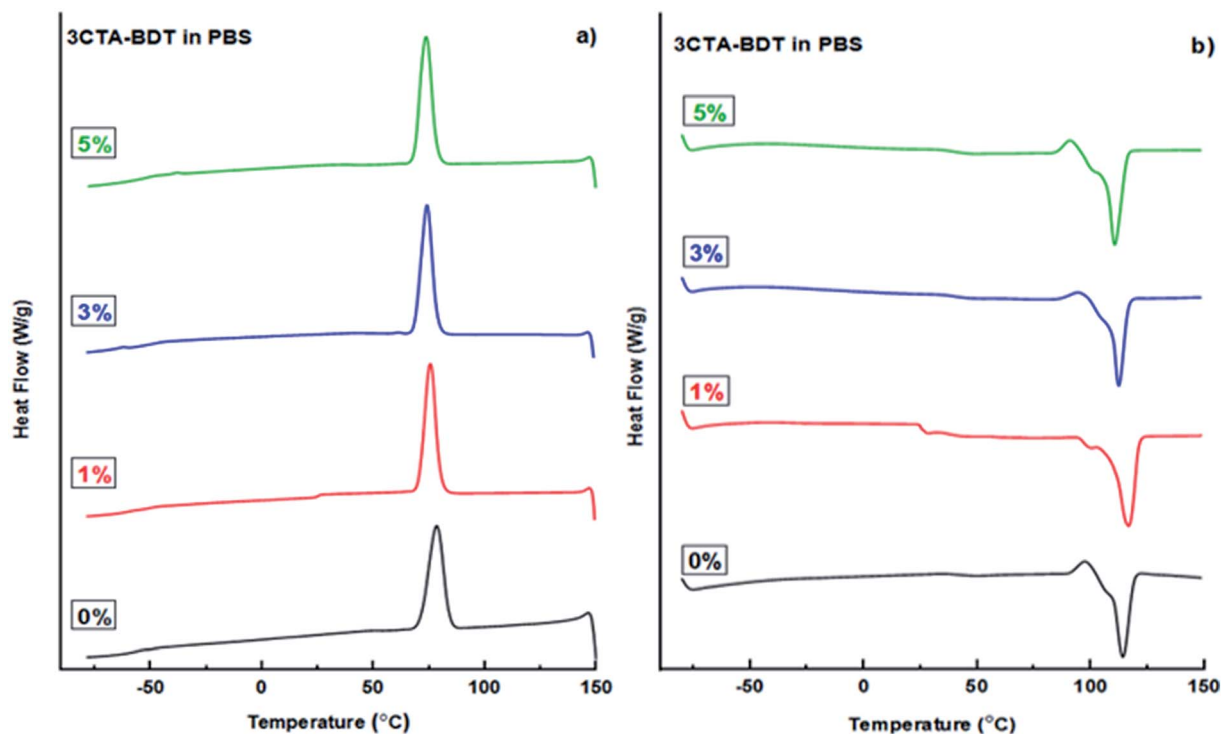 3CTA-BDT in PBS
a)
5%
3%
1%
0%
Heat Flow (W/g)
-50
0
50
100
150
Temperature (°C)
3CTA-BDT in PBS
b)
5%
3%
1%
0%
Heat Flow (W/g)
-50
0
50
100
150
Temperature (°C)